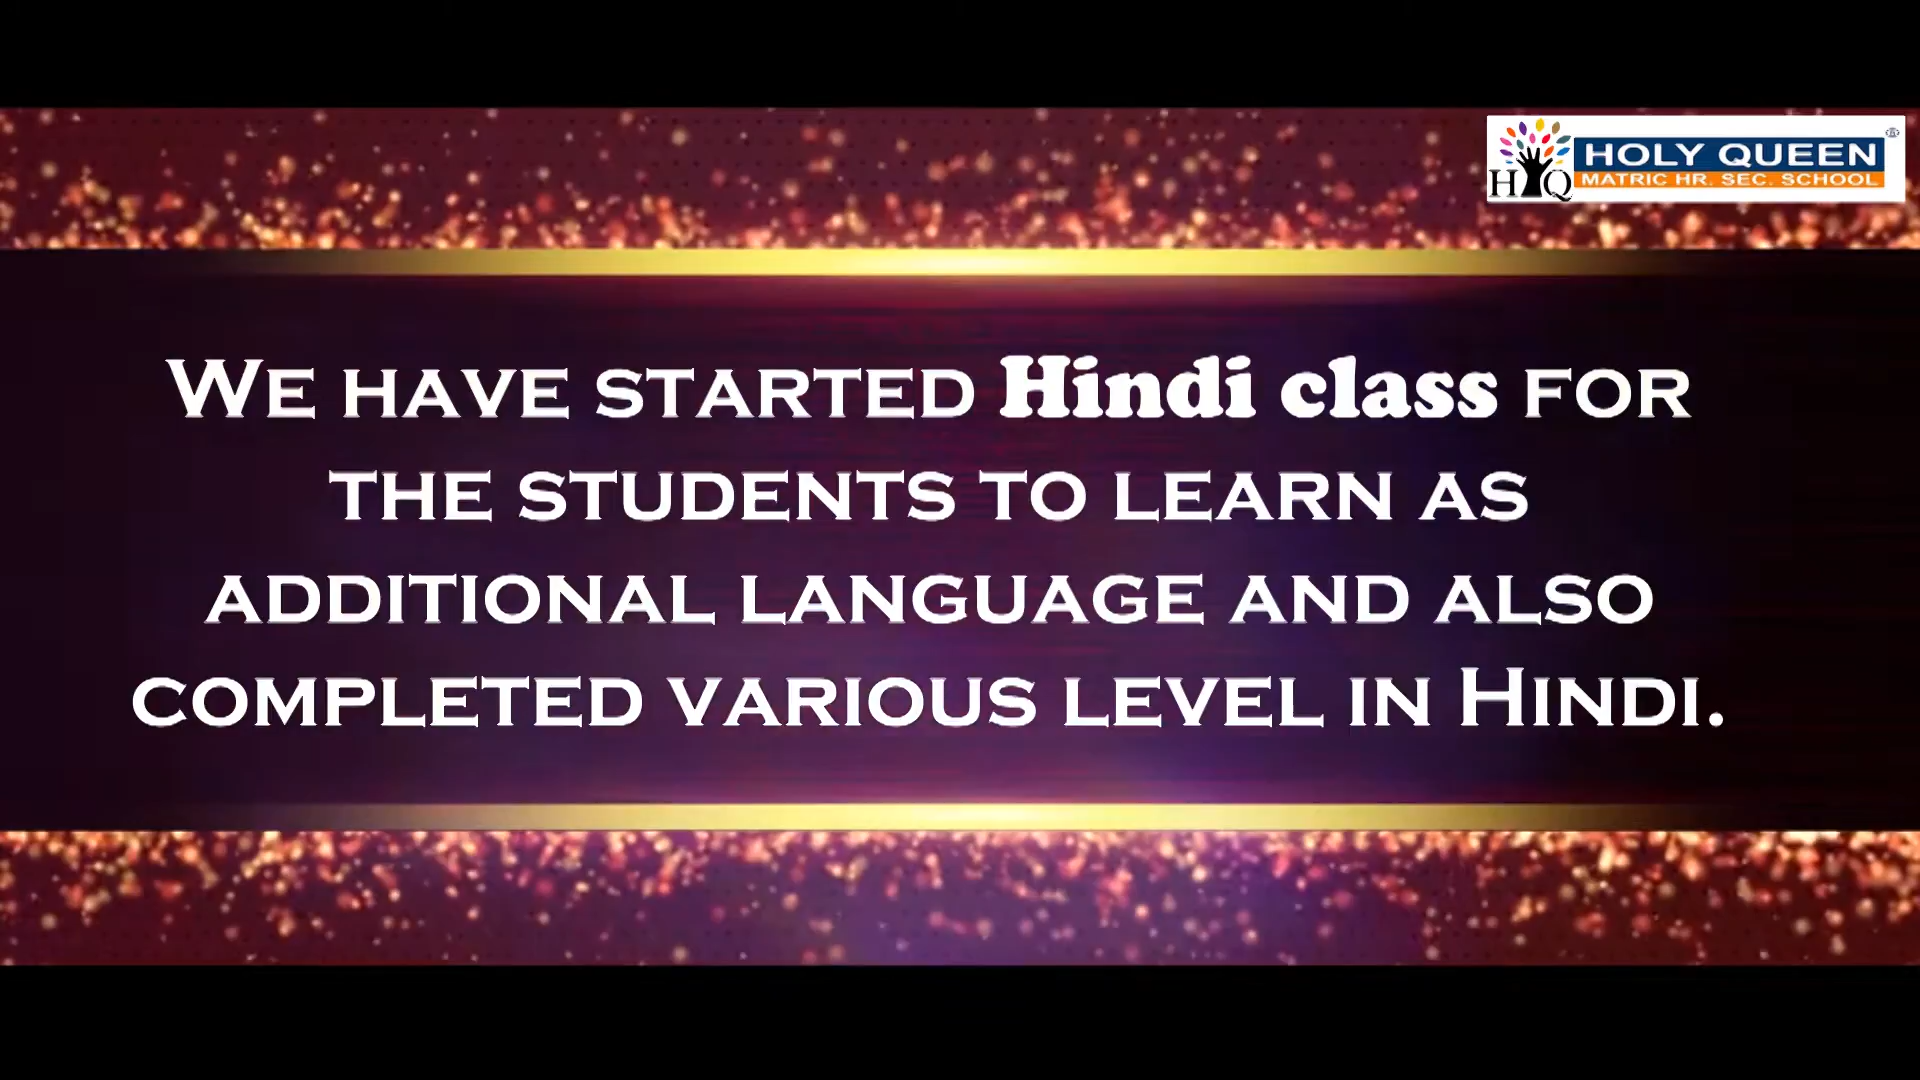 HOLY QUEEN
MATRIC HR. SEC. SCHOOL
HQ
WE HAVE STARTED Hindi class FOR
THE STUDENTS TO LEARN AS
ADDITIONAL LANGUAGE AND ALSO
COMPLETED VARIOUS LEVEL IN HINDI.